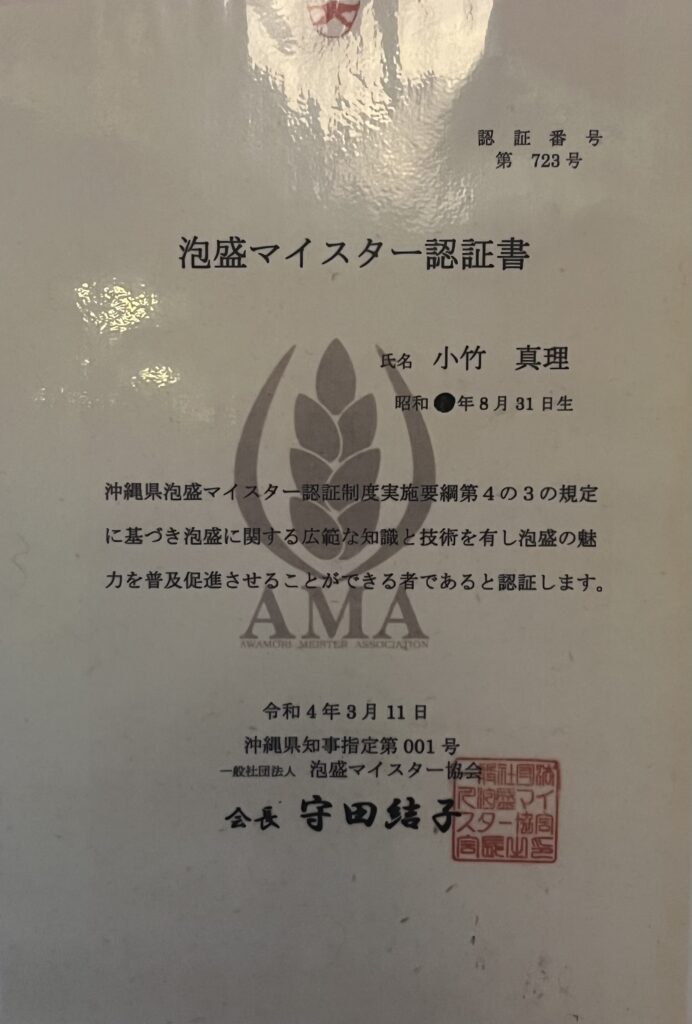 認証番号
第 723号
泡盛マイスター認証書
氏名 小竹 真理
昭和 年8月31日生
沖縄県泡盛マイスター認証制度実施要綱第4の3の規定
に基づき泡盛に関する広範な知識と技術を有し泡盛の魅
力を普及促進させることができる者であると認証します。
AMA
AWAMORI MEISTER ASSOCIATION
令和4年3月11日
沖縄県知事指定第001号
一般社団法人 泡盛マイスター協会
会長 守田結子